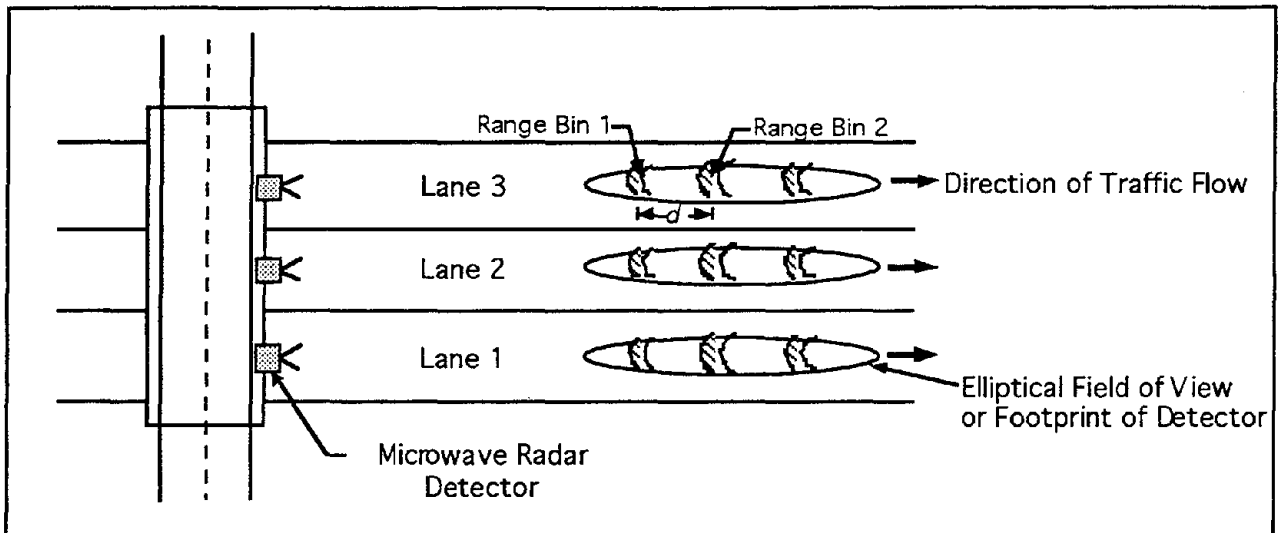 Range Bin 1
Range Bin 2
Lane 3
Direction of Traffic Flow
d
Lane 2
Lane 1
Elliptical Field of View
or Footprint of Detector
Microwave Radar
Detector